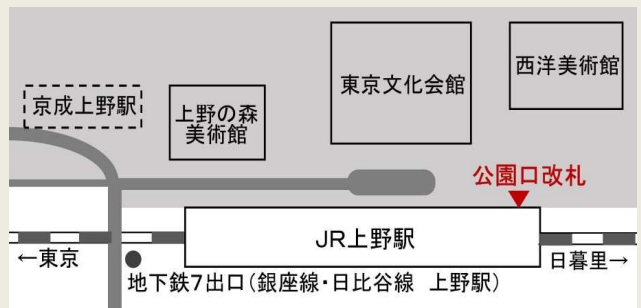 西洋美術館
東京文化会館
京成上野駅
上野の森
美術館
公園口改札
JR上野駅
←東京
日暮里→
地下鉄7出口(銀座線・日比谷線 上野駅)